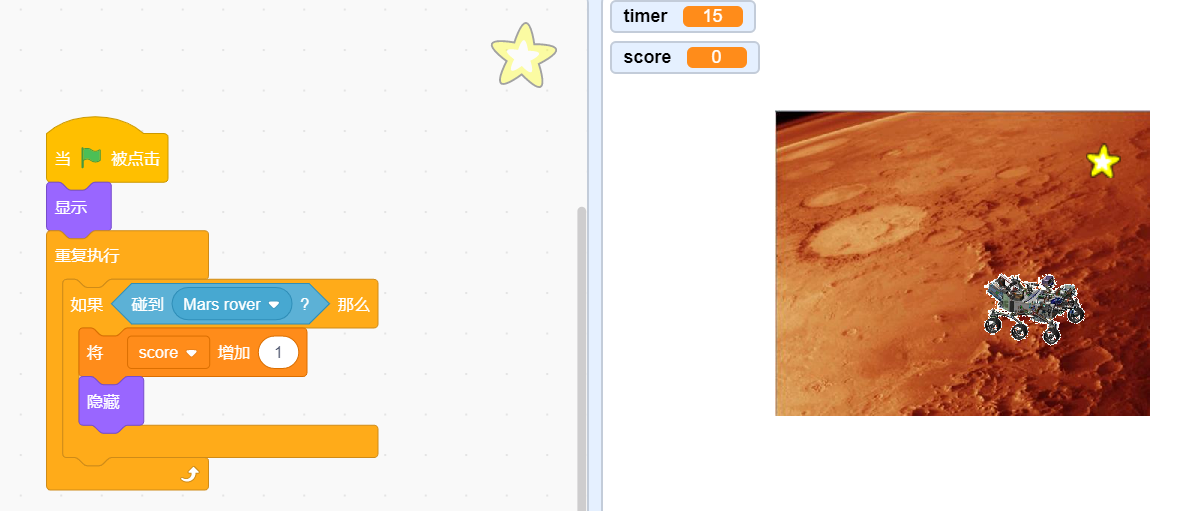 timer 15
score 0
当 被点击
显示
重复执行
如果 碰到 Mars rover ? 那么
将 score 增加 1
隐藏